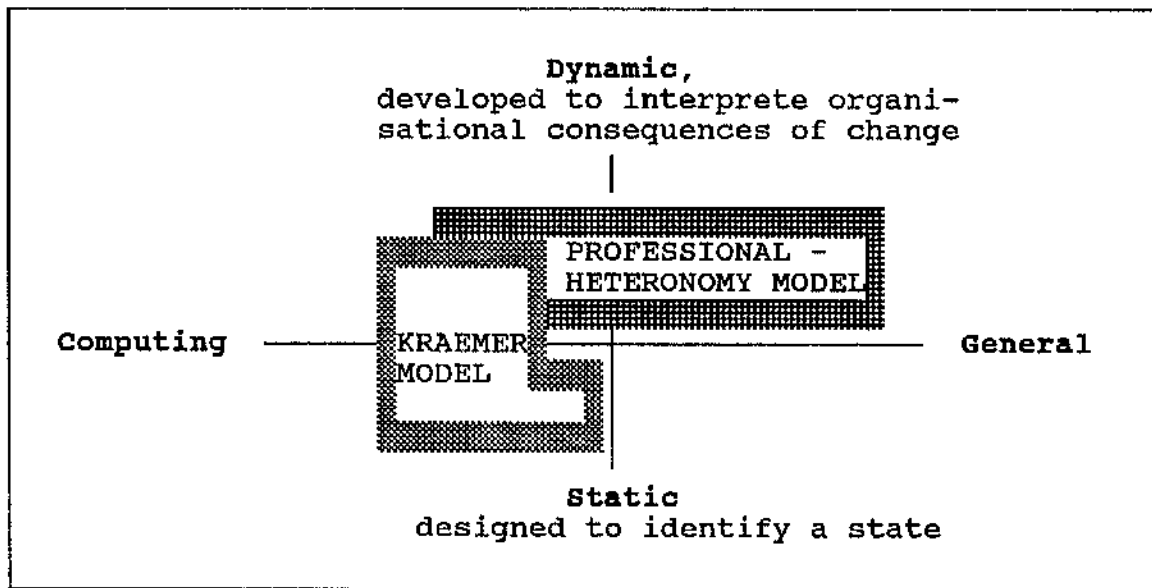 Dynamic,
developed to interprete organi-
sational consequences of change
PROFESSIONAL -
HETERONOMY MODEL
Computing
KRAEMER
MODEL
General
Static
designed to identify a state